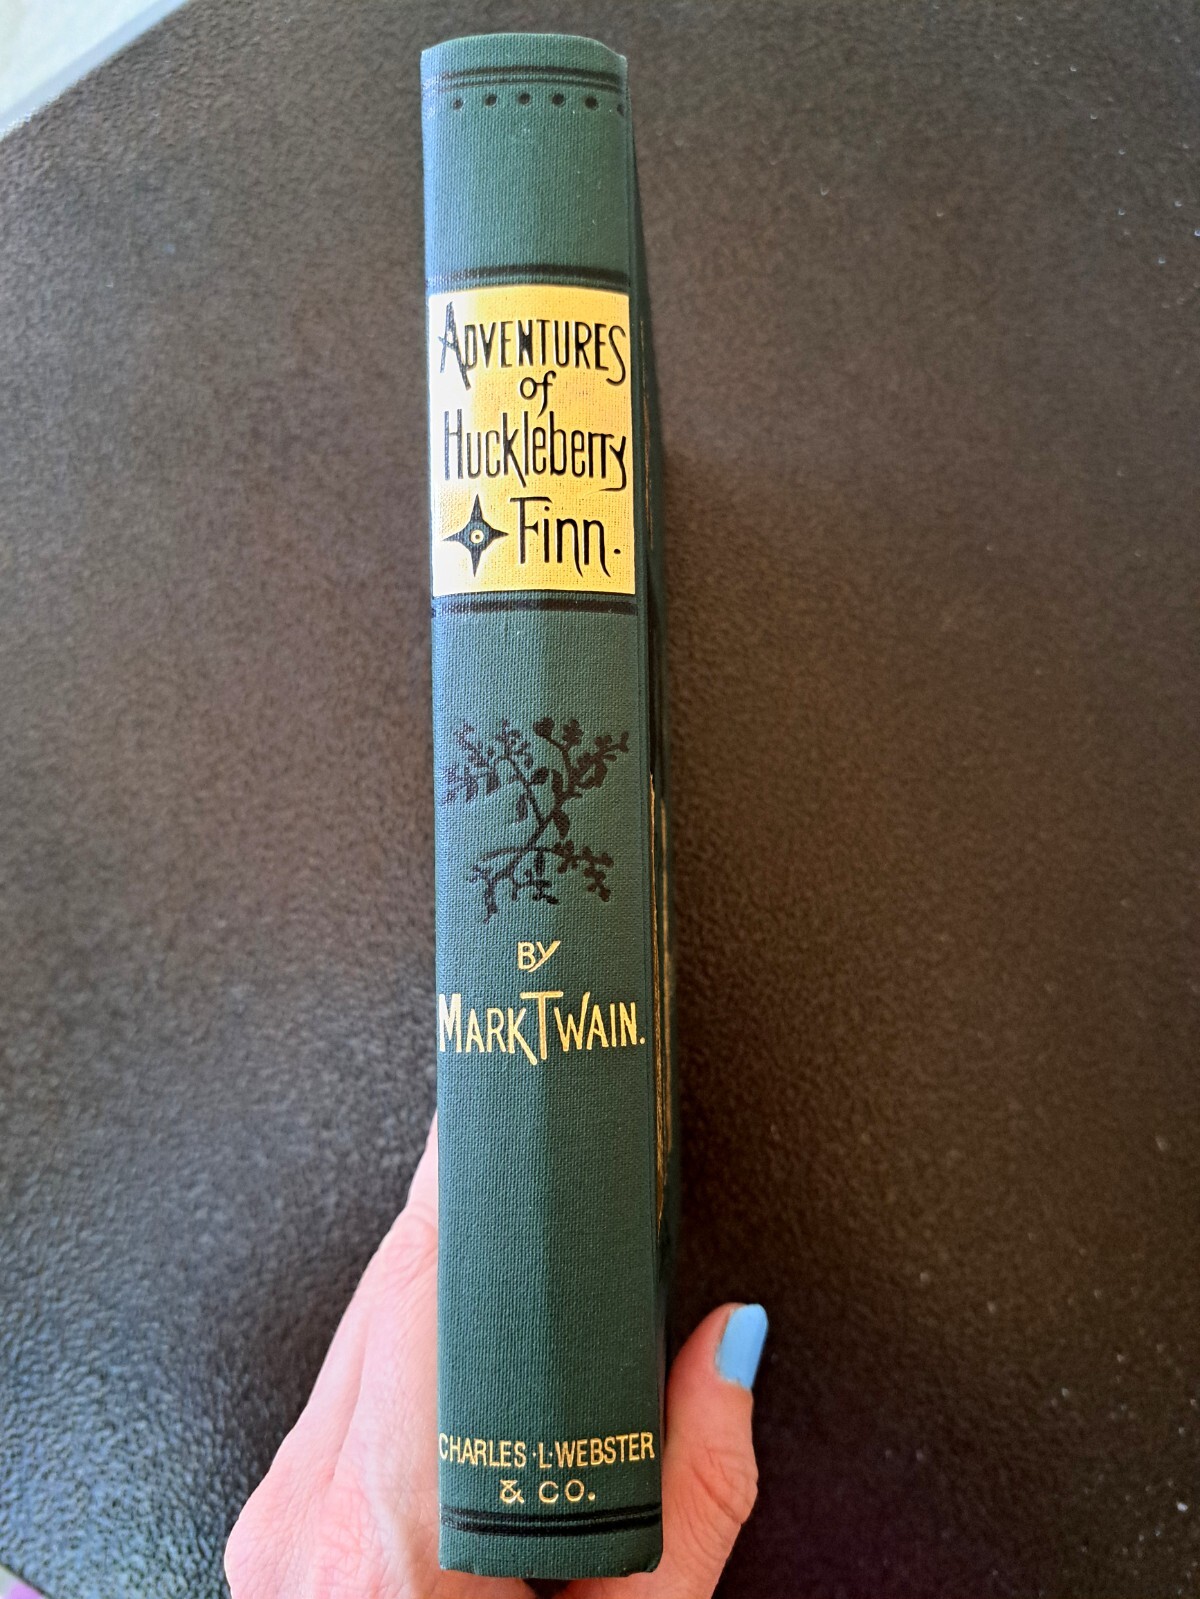 ADVENTURES
of
Huckleberry
Finn.
BY
MARK TWAIN.
CHARLES·L·WEBSTER
& CO.